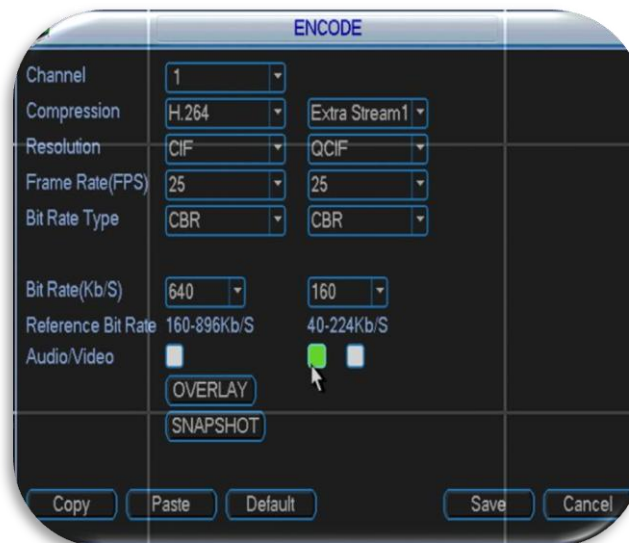 ENCODE
Channel 1
Compression H.264 Extra Stream1
Resolution CIF QCIF
Frame Rate(FPS) 25 25
Bit Rate Type CBR CBR
Bit Rate(Kb/S) 640 160
Reference Bit Rate 160-896Kb/S 40-224Kb/S
Audio/Video
OVERLAY
SNAPSHOT
Copy Paste Default Save Cancel